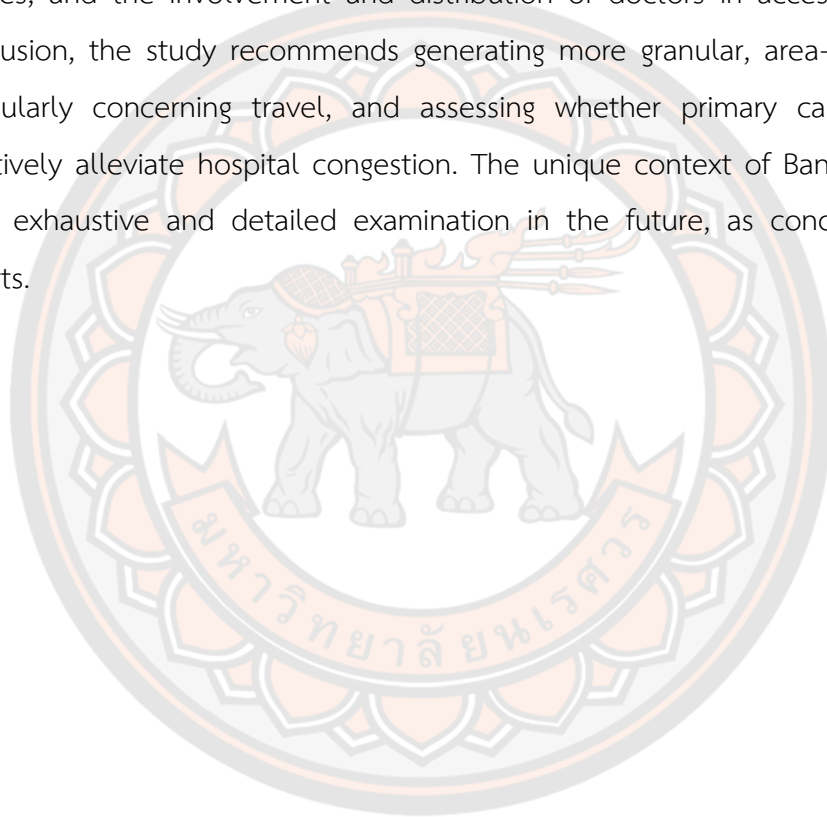 es, and the involvement and distribution of doctors in acces
usion, the study recommends generating more granular, area-
ularly concerning travel, and assessing whether primary ca
tively alleviate hospital congestion. The unique context of Ban
exhaustive and detailed examination in the future, as conc
ts.
มหาวิทยาลัยนเรศวร